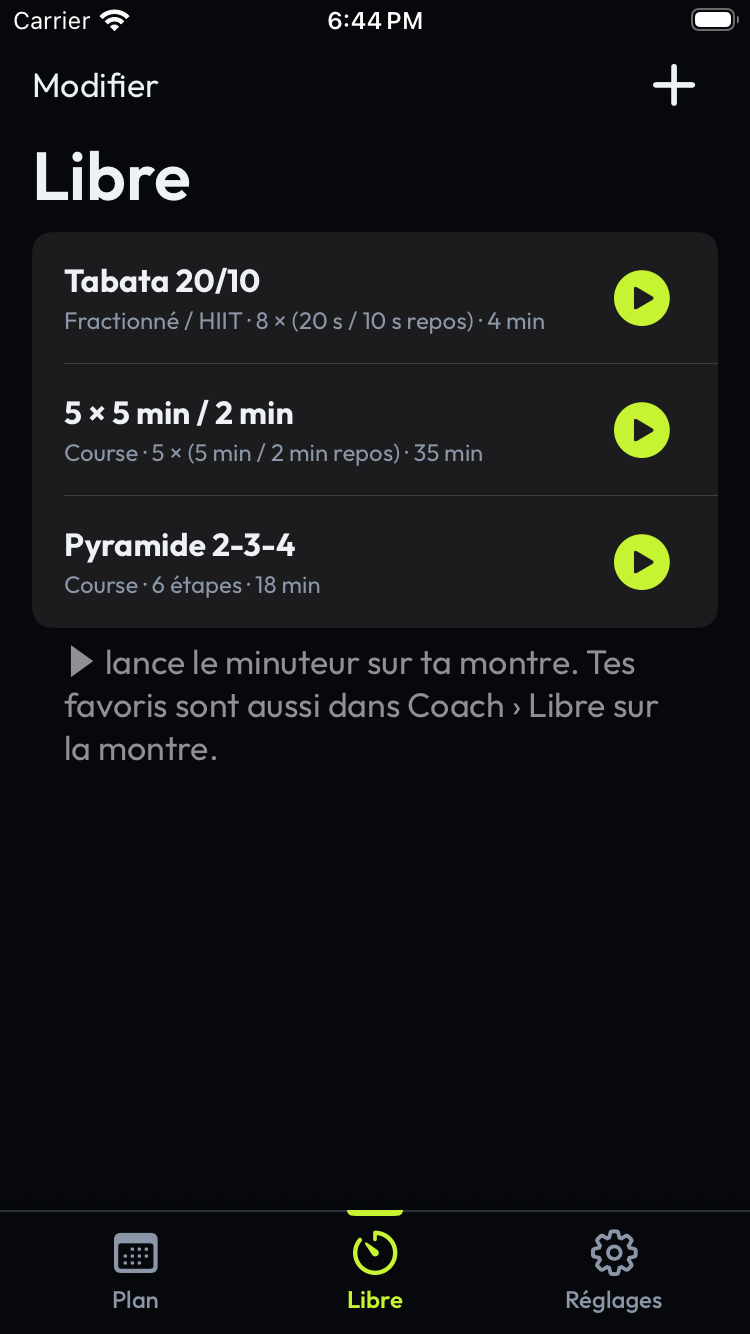 Carrier 6:44 PM
Modifier
Libre
Tabata 20/10
Fractionné / HIIT · 8 × (20 s / 10 s repos) · 4 min
5 × 5 min / 2 min
Course · 5 × (5 min / 2 min repos) · 35 min
Pyramide 2-3-4
Course · 6 étapes · 18 min
▶ lance le minuteur sur ta montre. Tes
favoris sont aussi dans Coach › Libre sur
la montre.
Plan Libre Réglages